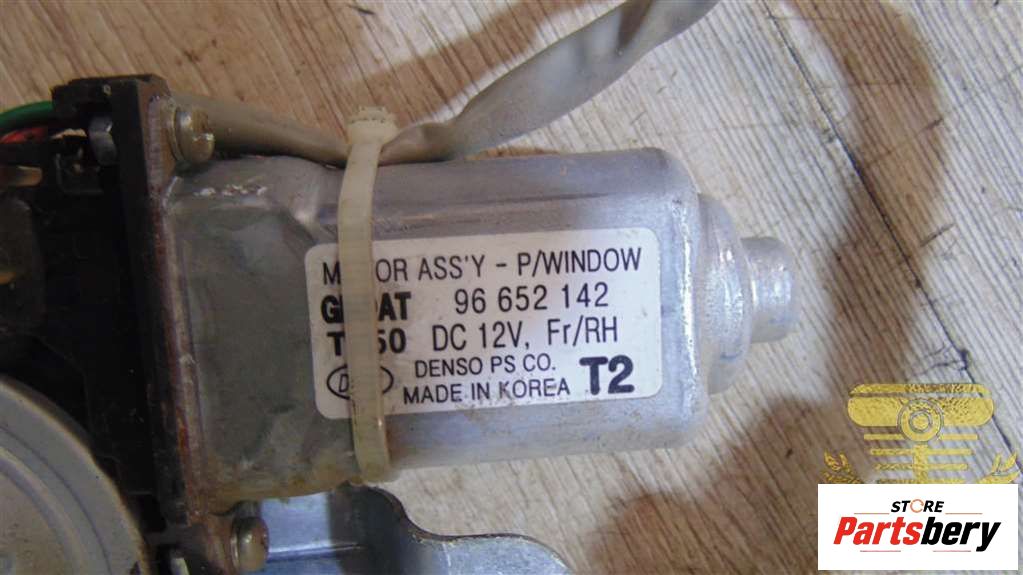 ASS'Y - P/WINDOW
96 652 142
DC 12V, Fr/RH
DENSO PS CO.
MADE IN KOREA T2
STORE
Partsbery